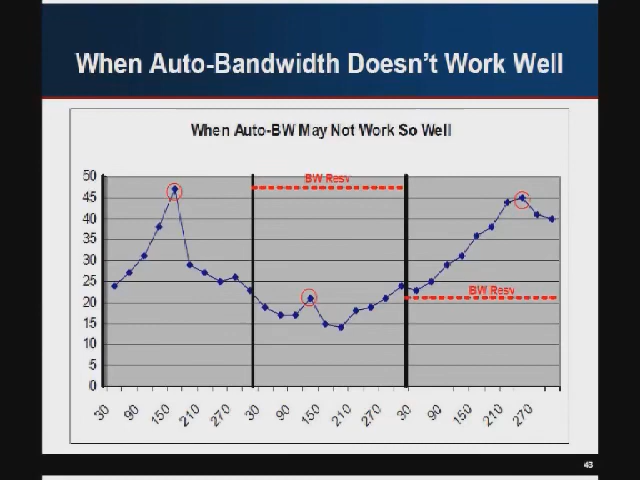 When Auto-Bandwidth Doesn't Work Well
When Auto-BW May Not Work So Well
50
45
40
35
30
25
20
15
10
5
0
BW Resv
BW Resv
30 90 150 210 270 30 90 150 210 270 30 90 150 210 270
43